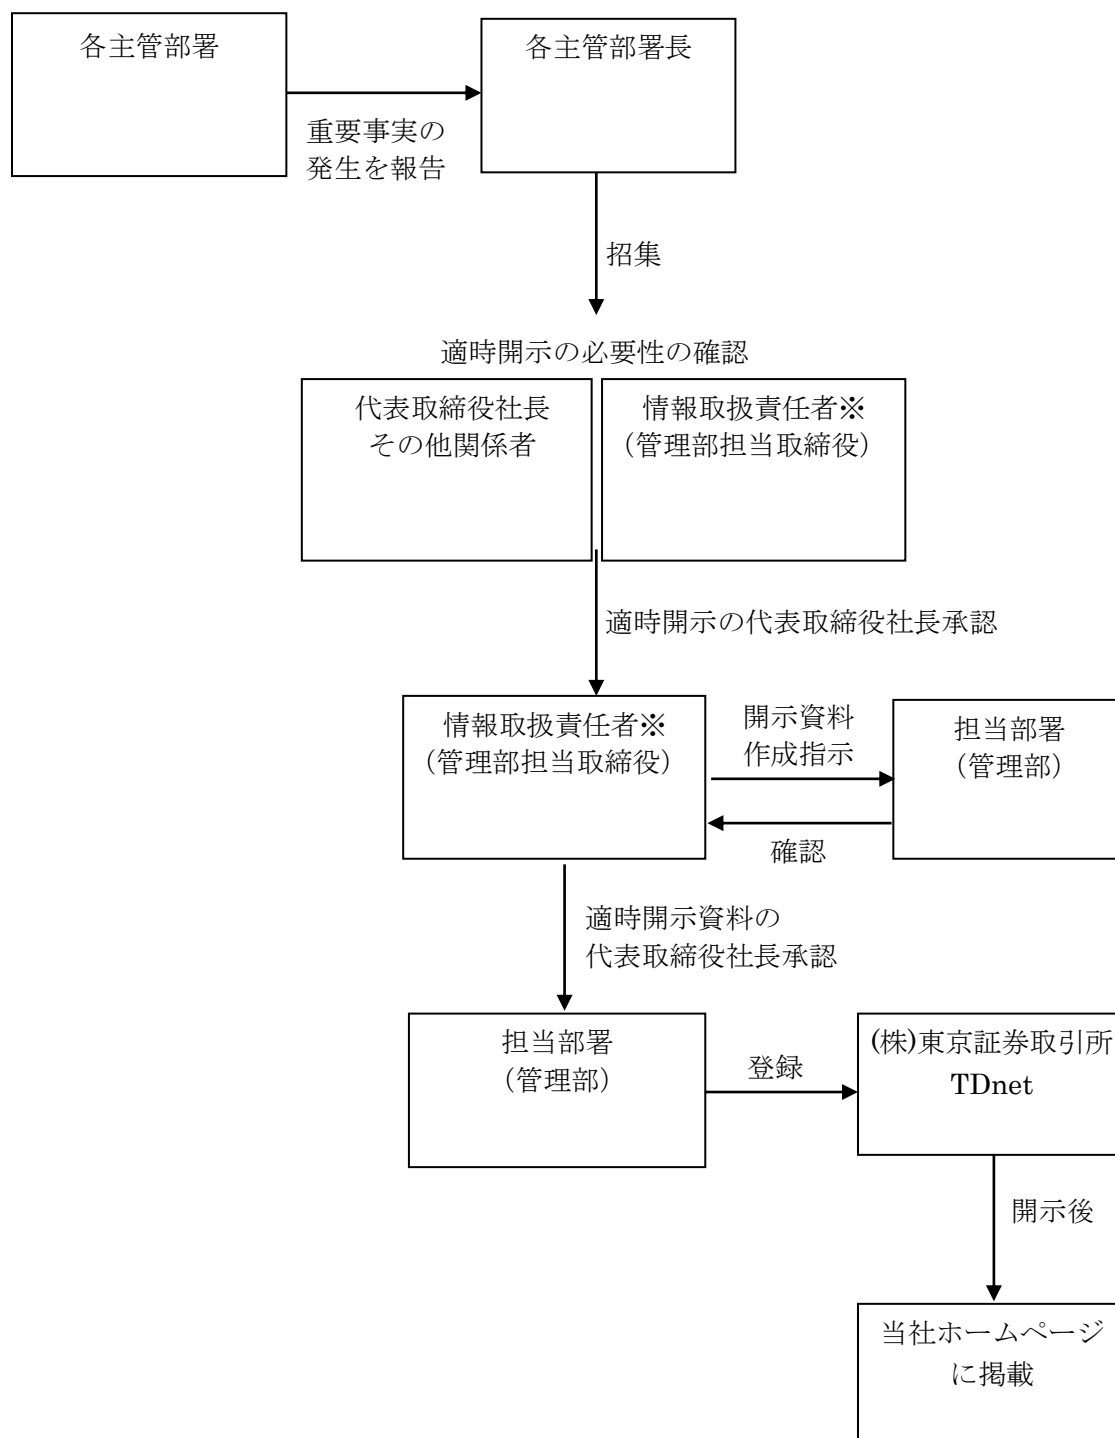 各主管部署
各主管部署長
重要事実の
発生を報告
招集
適時開示の必要性の確認
代表取締役社長
その他関係者
情報取扱責任者※
（管理部担当取締役）
適時開示の代表取締役社長承認
情報取扱責任者※
（管理部担当取締役）
開示資料
作成指示
担当部署
（管理部）
確認
適時開示資料の
代表取締役社長承認
担当部署
（管理部）
登録
(株)東京証券取引所
TDnet
開示後
当社ホームページ
に掲載